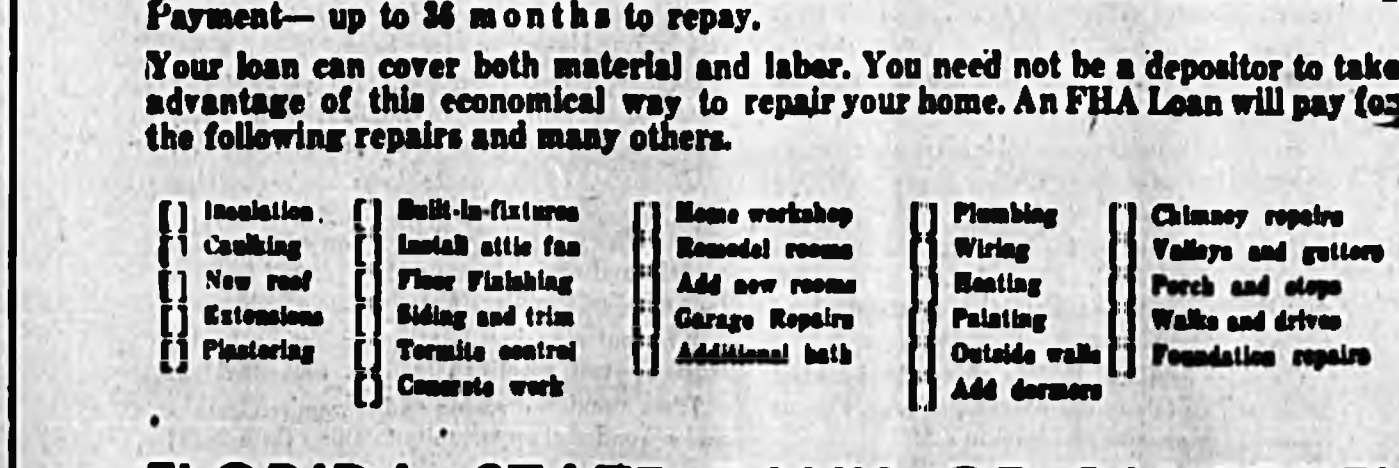 Payment— up to 36 months to repay.
Your loan can cover both material and labor. You need not be a depositor to take
advantage of this economical way to repair your home. An FHA Loan will pay for
the following repairs and many others.
[ ] Insulation. [ ] Built-in-fixtures [ ] Home workshop [ ] Plumbing [ ] Chimney repairs
[ ] Caulking [ ] Install attic fan [ ] Remodel rooms [ ] Wiring [ ] Valleys and gutters
[ ] New roof [ ] Floor Finishing [ ] Add new rooms [ ] Heating [ ] Porch and steps
[ ] Extensions [ ] Siding and trim [ ] Garage Repairs [ ] Painting [ ] Walks and drives
[ ] Plastering [ ] Termite control [ ] Additional bath [ ] Outside walls [ ] Foundation repairs
[ ] Concrete work [ ] Add dormers